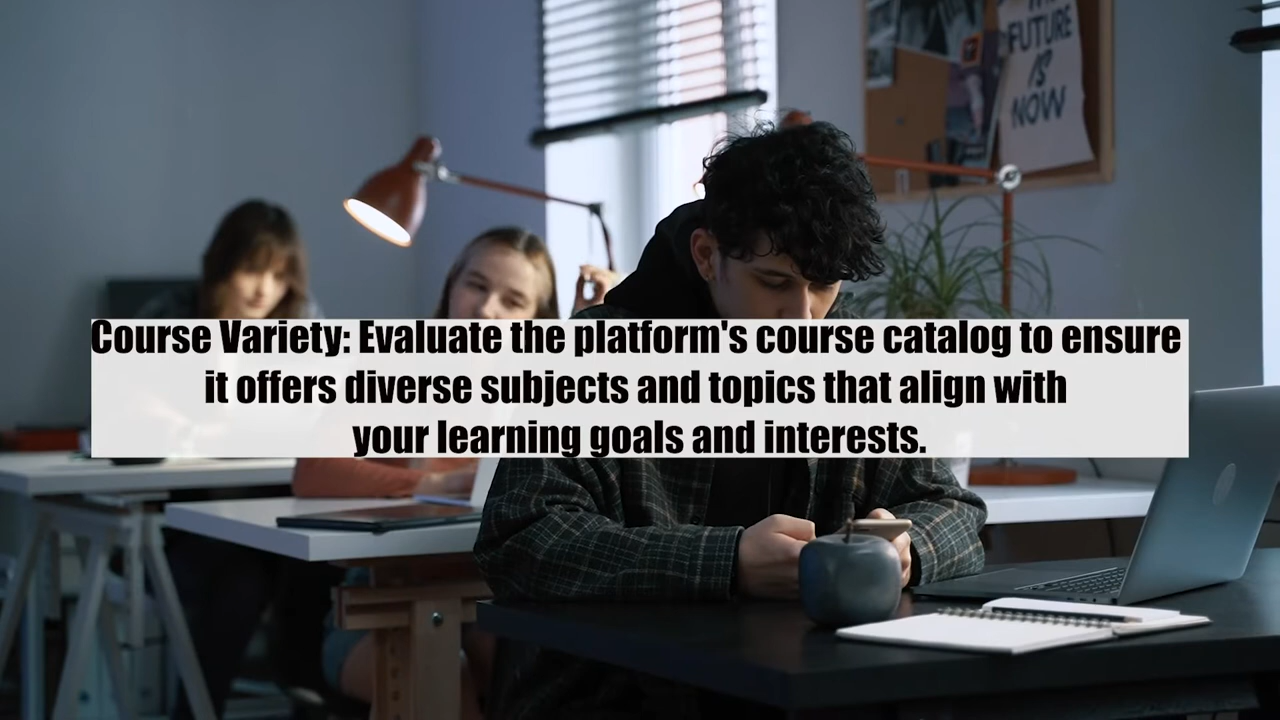 THE
FUTURE
IS
NOW
Course Variety: Evaluate the platform's course catalog to ensure
it offers diverse subjects and topics that align with
your learning goals and interests.